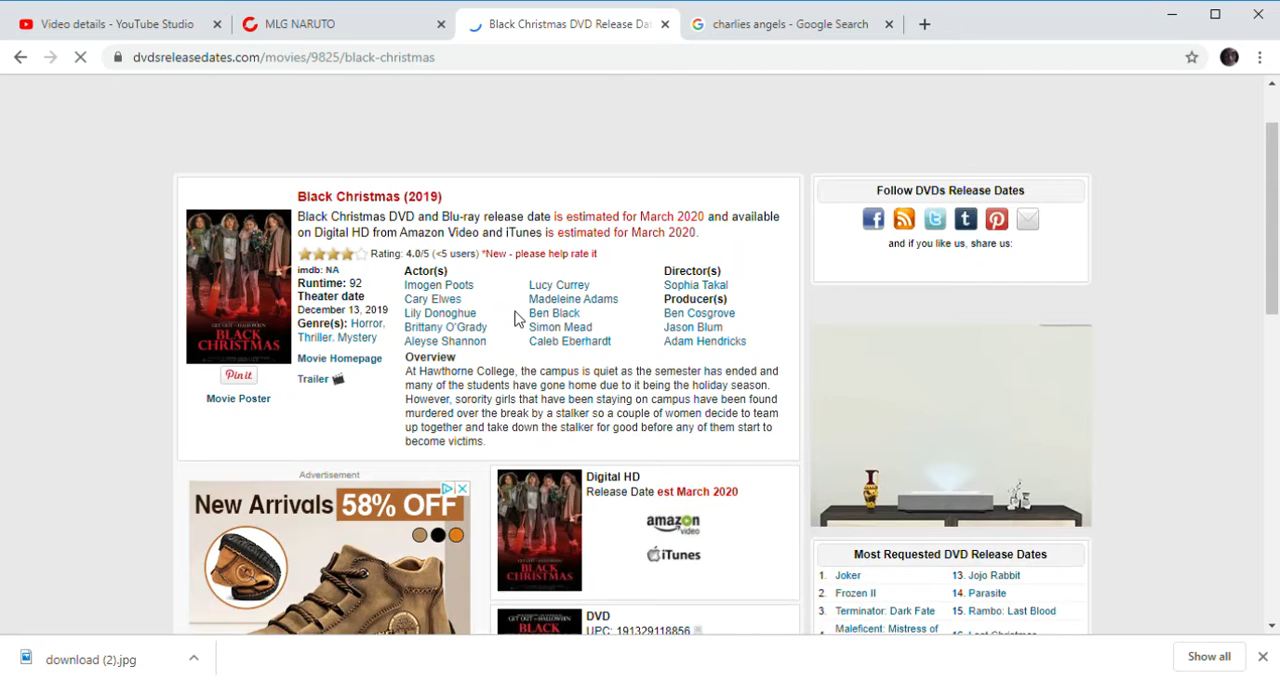 Video details - YouTube Studio
MLG NARUTO
Black Christmas DVD Release Da
charlies angels - Google Search
dvdsreleasedates.com/movies/9825/black-christmas
Black Christmas (2019)
Black Christmas DVD and Blu-ray release date is estimated for March 2020 and available
on Digital HD from Amazon Video and iTunes is estimated for March 2020.
Rating: 4.0/5 (<5 users) *New - please help rate it
imdb: NA
Runtime: 92
Theater date
December 13, 2019
Genre(s): Horror,
Thriller, Mystery
Movie Homepage
Trailer
Actor(s)
Imogen Poots
Cary Elwes
Lily Donoghue
Brittany O'Grady
Aleyse Shannon
Lucy Currey
Madeleine Adams
Ben Black
Simon Mead
Caleb Eberhardt
Director(s)
Sophia Takal
Producer(s)
Ben Cosgrove
Jason Blum
Adam Hendricks
Overview
At Hawthorne College, the campus is quiet as the semester has ended and
many of the students have gone home due to it being the holiday season.
However, sorority girls that have been staying on campus have been found
murdered over the break by a stalker so a couple of women decide to team
up together and take down the stalker for good before any of them start to
become victims.
BLACK
CHRISTMAS
Pin it
Movie Poster
Advertisement
New Arrivals 58% OFF
BLACK
CHRISTMAS
Digital HD
Release Date est March 2020
amazon
video
iTunes
DVD
UPC: 191329118856
Follow DVDs Release Dates
and if you like us, share us:
Most Requested DVD Release Dates
1. Joker
2. Frozen II
3. Terminator: Dark Fate
Maleficent: Mistress of
13. Jojo Rabbit
14. Parasite
15. Rambo: Last Blood
download (2).jpg
Show all